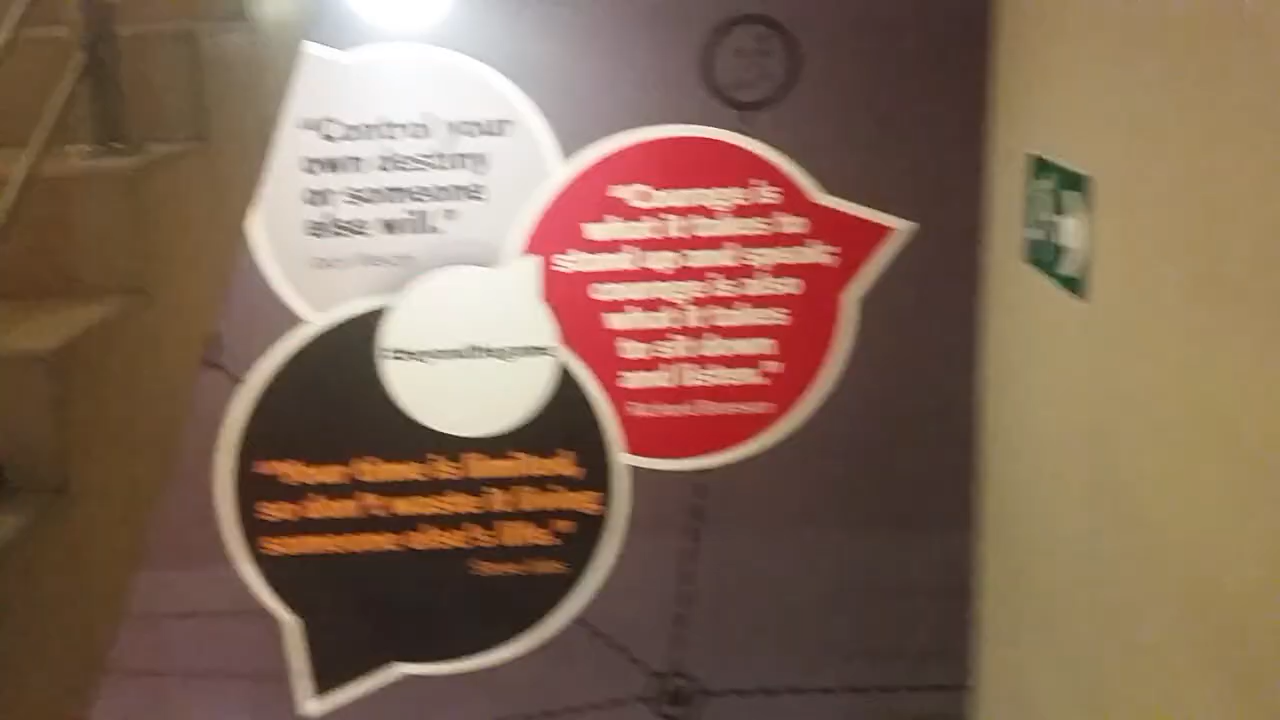 "Control your
own destiny
or someone
else will."
"Courage is
what it takes to
stand up and speak;
courage is also
what it takes
to sit down
and listen."
"Your time is limited,
so don't waste it living
someone else's life."